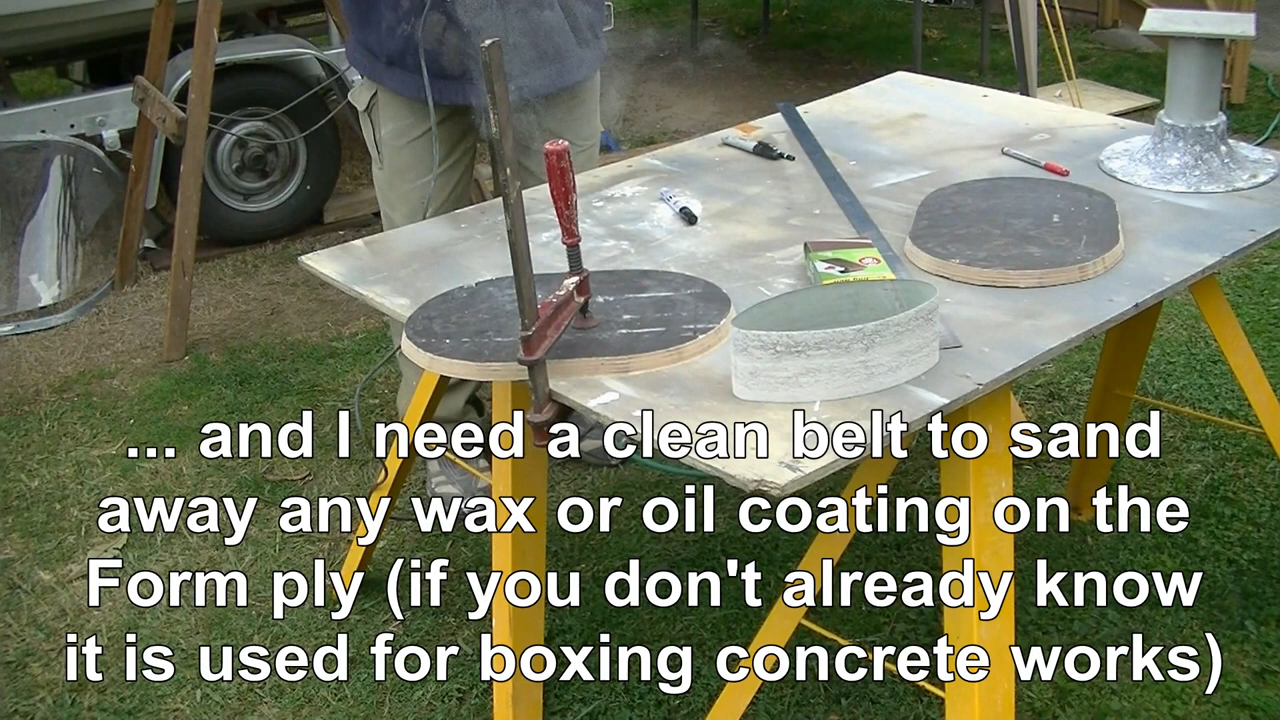 ... and I need a clean belt to sand
away any wax or oil coating on the
Form ply (if you don't already know
it is used for boxing concrete works)